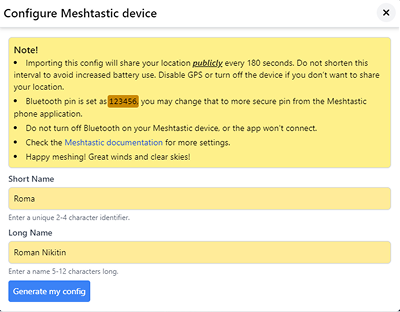 Configure Meshtastic device
×
Note!
• Importing this config will share your location publicly every 180 seconds. Do not shorten this
interval to avoid increased battery use. Disable GPS or turn off the device if you don't want to share
your location.
• Bluetooth pin is set as 123456, you may change that to more secure pin from the Meshtastic
phone application.
• Do not turn off Bluetooth on your Meshtastic device, or the app won't connect.
• Check the Meshtastic documentation for more settings.
• Happy meshing! Great winds and clear skies!
Short Name
Roma
Enter a unique 2-4 character identifier.
Long Name
Roman Nikitin
Enter a name 5-12 characters long.
Generate my config